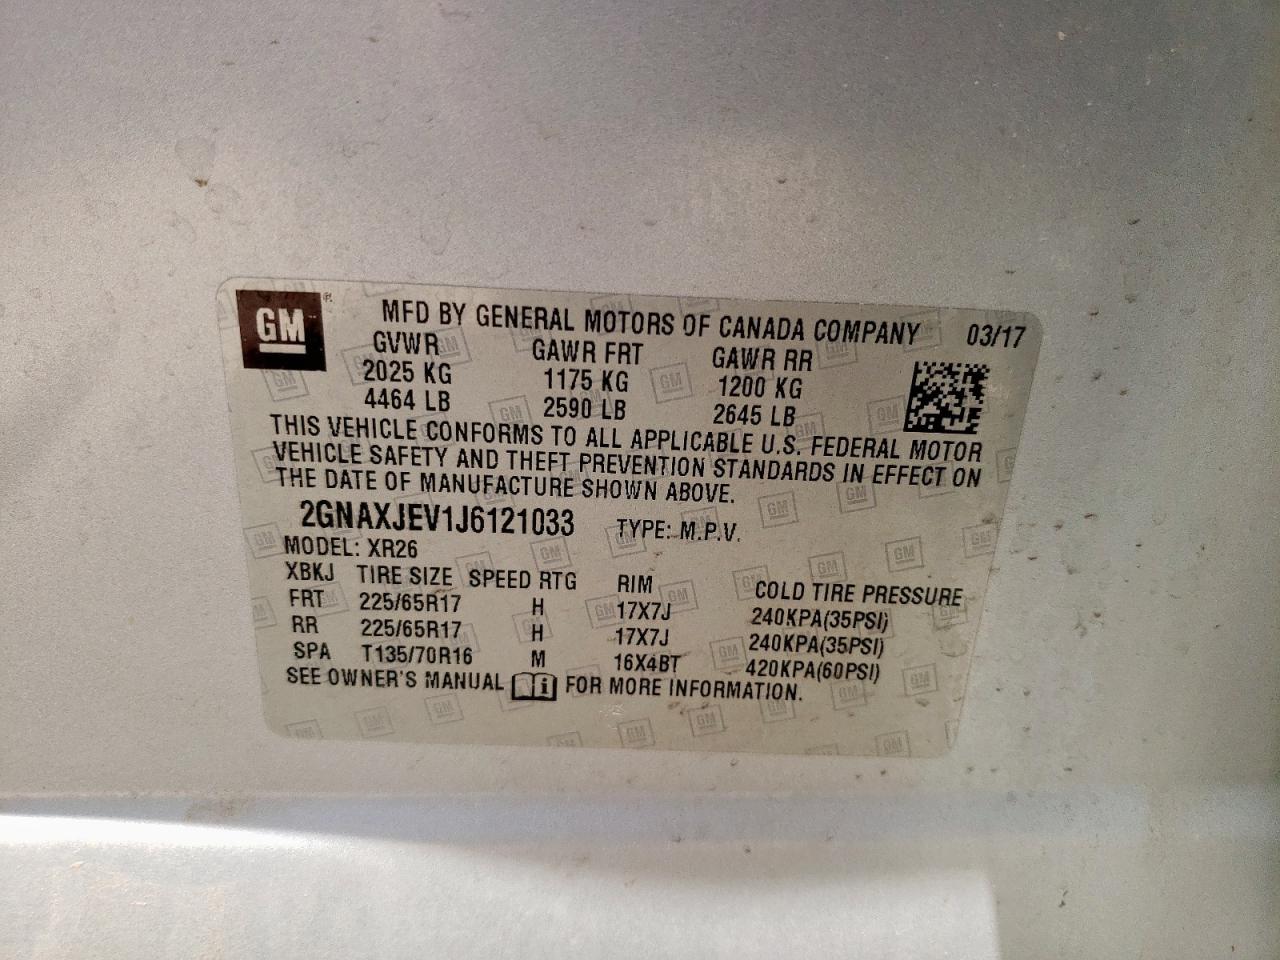 GM ® MFD BY GENERAL MOTORS OF CANADA COMPANY 03/17
GVWR GAWR FRT GAWR RR
2025 KG 1175 KG 1200 KG
4464 LB 2590 LB 2645 LB
THIS VEHICLE CONFORMS TO ALL APPLICABLE U.S. FEDERAL MOTOR
VEHICLE SAFETY AND THEFT PREVENTION STANDARDS IN EFFECT ON
THE DATE OF MANUFACTURE SHOWN ABOVE.
2GNAXJEV1J6121033 TYPE: M.P.V.
MODEL: XR26
XBKJ TIRE SIZE SPEED RTG RIM COLD TIRE PRESSURE
FRT 225/65R17 H 17X7J 240KPA(35PSI)
RR 225/65R17 H 17X7J 240KPA(35PSI)
SPA T135/70R16 M 16X4BT 420KPA(60PSI)
SEE OWNER'S MANUAL i FOR MORE INFORMATION.